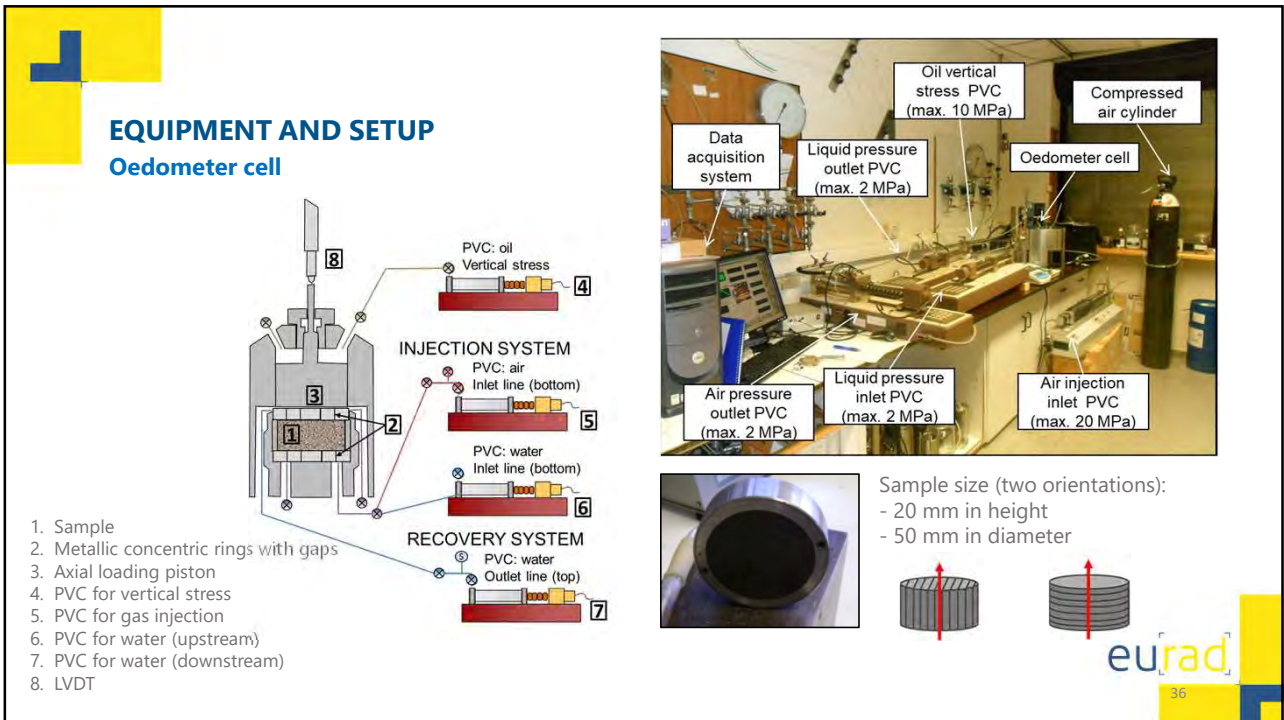 EQUIPMENT AND SETUP
Oedometer cell
8
PVC: oil
Vertical stress
4
INJECTION SYSTEM
PVC: air
Inlet line (bottom)
5
3
1
2
PVC: water
Inlet line (bottom)
6
RECOVERY SYSTEM
S
PVC: water
Outlet line (top)
7
1. Sample
2. Metallic concentric rings with gaps
3. Axial loading piston
4. PVC for vertical stress
5. PVC for gas injection
6. PVC for water (upstream)
7. PVC for water (downstream)
8. LVDT
Data
acquisition
system
Liquid pressure
outlet PVC
(max. 2 MPa)
Oil vertical
stress PVC
(max. 10 MPa)
Oedometer cell
Compressed
air cylinder
Air pressure
outlet PVC
(max. 2 MPa)
Liquid pressure
inlet PVC
(max. 2 MPa)
Air injection
inlet PVC
(max. 20 MPa)
Sample size (two orientations):
- 20 mm in height
- 50 mm in diameter
eurad
36